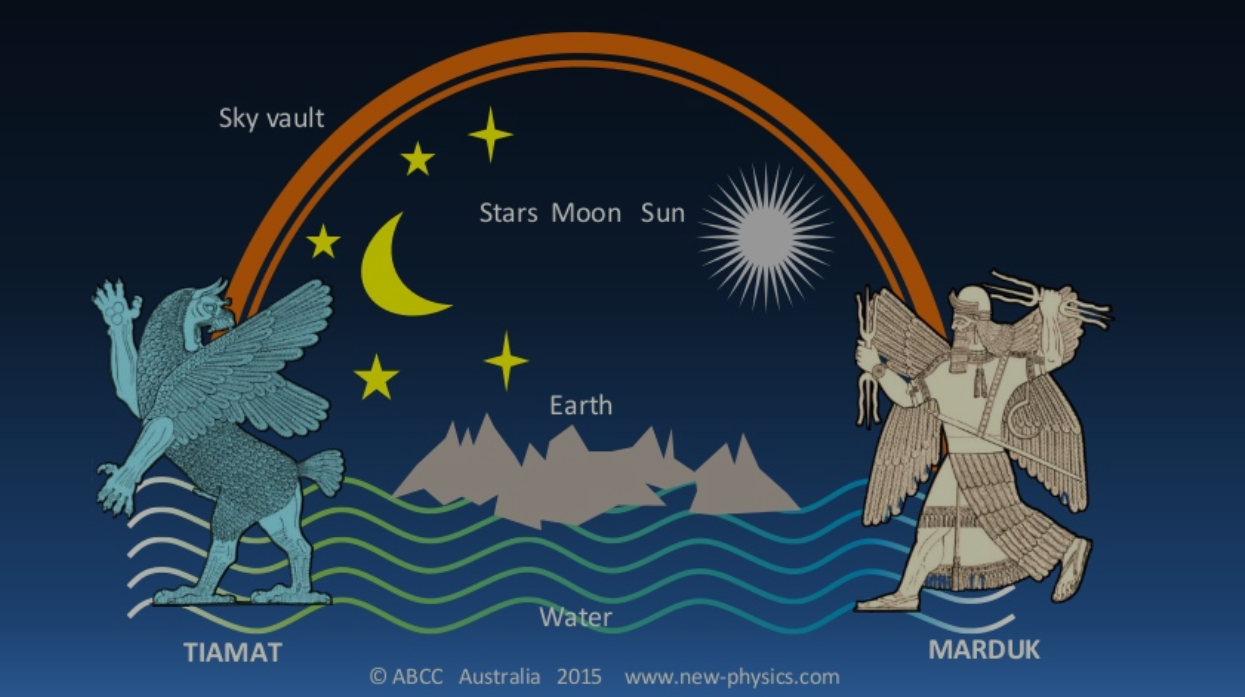 Sky vault
Stars Moon Sun
Earth
Water
TIAMAT
MARDUK
© ABCC Australia 2015 www.new-physics.com